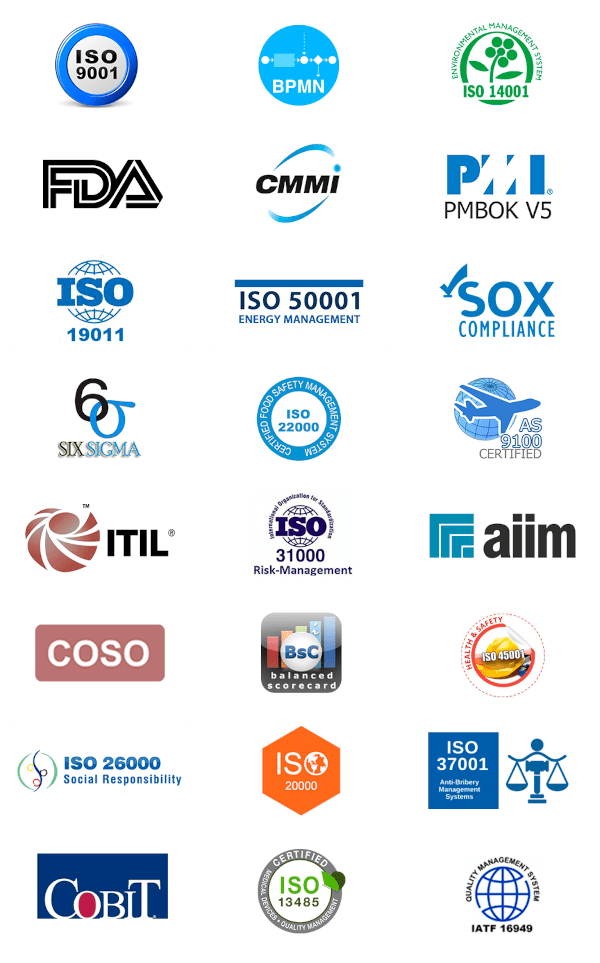 ISO
9001
BPMN
ENVIRONMENTAL MANAGEMENT SYSTEM
ISO 14001
FDA
CMMi
PMI®
PMBOK V5
ISO
19011
ISO 50001
ENERGY MANAGEMENT
SOX
COMPLIANCE
6σ
SIX SIGMA
CERTIFIED FOOD SAFETY MANAGEMENT SYSTEM
ISO
22000
AS
9100
CERTIFIED
™
ITIL®
International Organization for Standardization
ISO
31000
Risk-Management
aiim
COSO
BsC
balanced
scorecard
HEALTH & SAFETY
ISO 45001
ISO 26000
Social Responsibility
ISO
20000
ISO
37001
Anti-Bribery
Management
Systems
COBIT
CERTIFIED
ISO
13485
MEDICAL DEVICES • QUALITY MANAGEMENT
QUALITY MANAGEMENT SYSTEM
IATF 16949